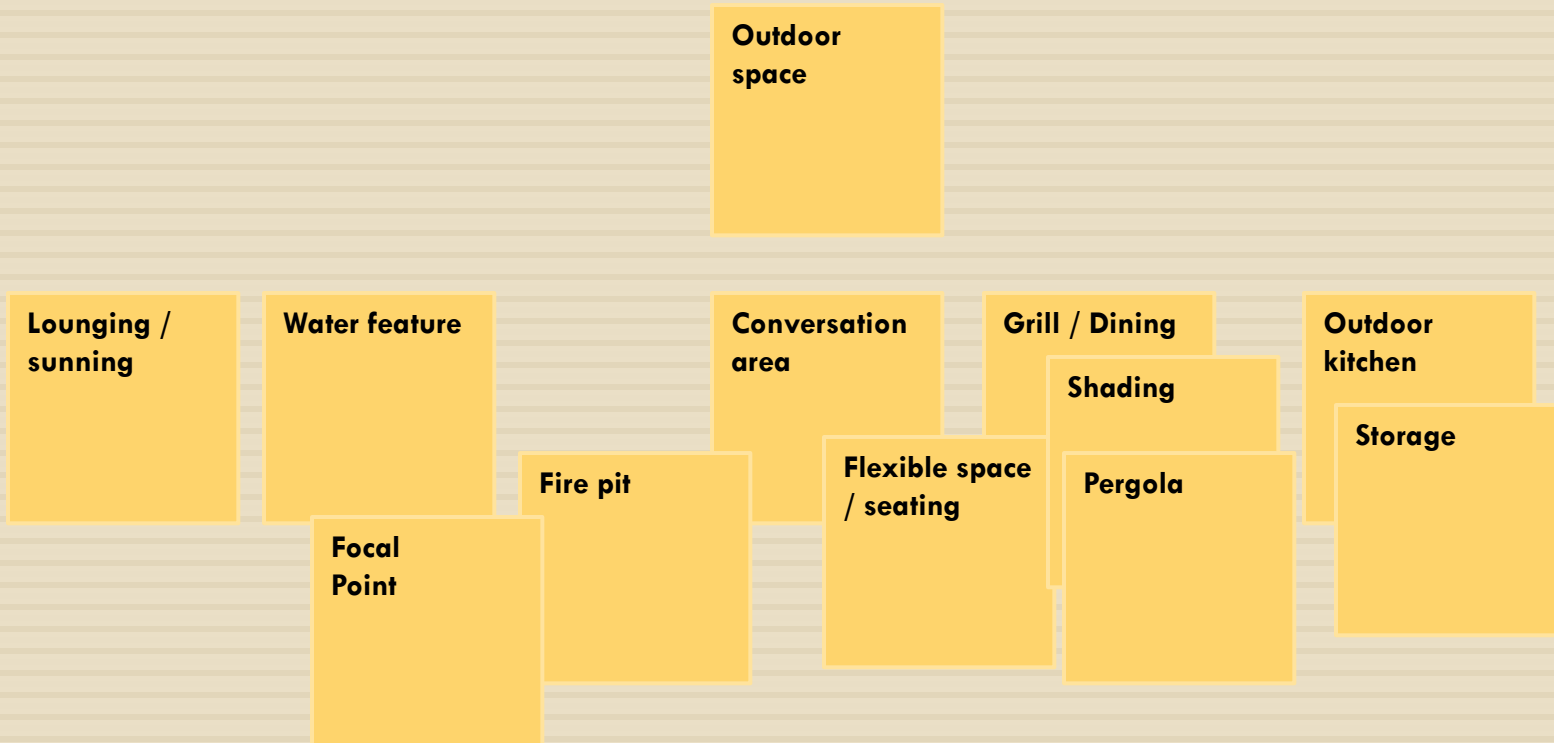 Outdoor
space
Lounging /
sunning
Water feature
Conversation
area
Grill / Dining
Outdoor
kitchen
Shading
Storage
Fire pit
Flexible space
/ seating
Pergola
Focal
Point